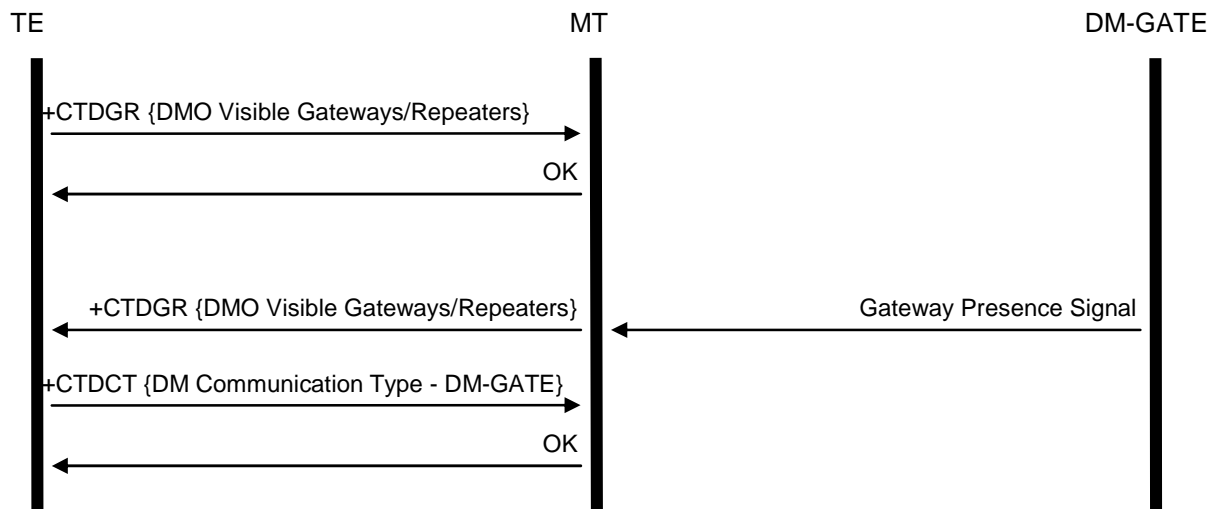 TE MT DM-GATE
+CTDGR {DMO Visible Gateways/Repeaters}
OK
+CTDGR {DMO Visible Gateways/Repeaters} Gateway Presence Signal
+CTDCT {DM Communication Type - DM-GATE}
OK